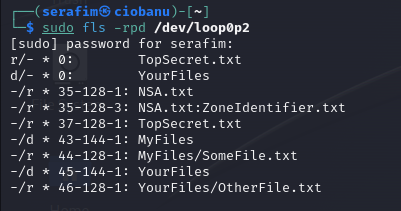 ┌──(serafim㉿ciobanu)-[~]
└─$ sudo fls -rpd /dev/loop0p2
[sudo] password for serafim:
r/- * 0:        TopSecret.txt
d/- * 0:        YourFiles
-/r * 35-128-1: NSA.txt
-/r * 35-128-3: NSA.txt:ZoneIdentifier.txt
-/r * 37-128-1: TopSecret.txt
-/d * 43-144-1: MyFiles
-/r * 44-128-1: MyFiles/SomeFile.txt
-/d * 45-144-1: YourFiles
-/r * 46-128-1: YourFiles/OtherFile.txt